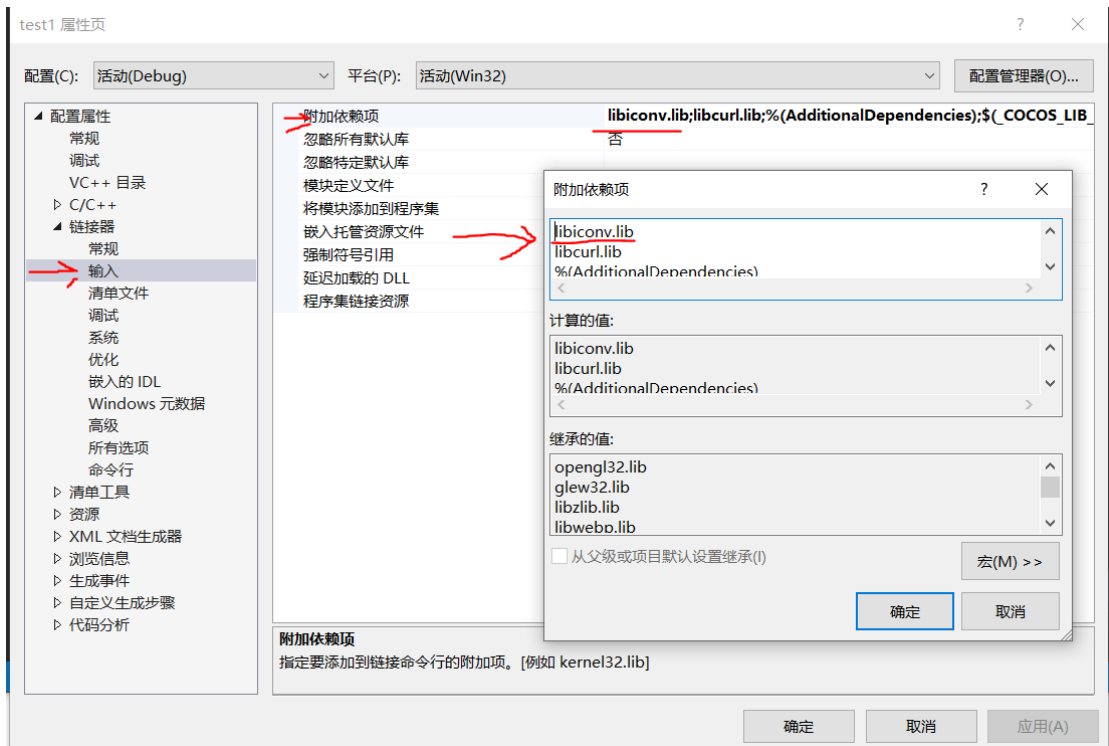 test1 属性页
配置(C): 活动(Debug) 平台(P): 活动(Win32) 配置管理器(O)...
配置属性
常规
调试
VC++ 目录
C/C++
链接器
常规
输入
清单文件
调试
系统
优化
嵌入的 IDL
Windows 元数据
高级
所有选项
命令行
清单工具
资源
XML 文档生成器
浏览信息
生成事件
自定义生成步骤
代码分析
附加依赖项 libiconv.lib;libcurl.lib;%(AdditionalDependencies);$(_COCOS_LIB_
忽略所有默认库 否
忽略特定默认库
模块定义文件
将模块添加到程序集
嵌入托管资源文件
强制符号引用
延迟加载的 DLL
程序集链接资源
附加依赖项
libiconv.lib
libcurl.lib
%(AdditionalDependencies)
计算的值:
libiconv.lib
libcurl.lib
%(AdditionalDependencies)
继承的值:
opengl32.lib
glew32.lib
libzlib.lib
libwebp.lib
从父级或项目默认设置继承(I)
宏(M) >>
确定 取消
附加依赖项
指定要添加到链接命令行的附加项。[例如 kernel32.lib]
确定 取消 应用(A)